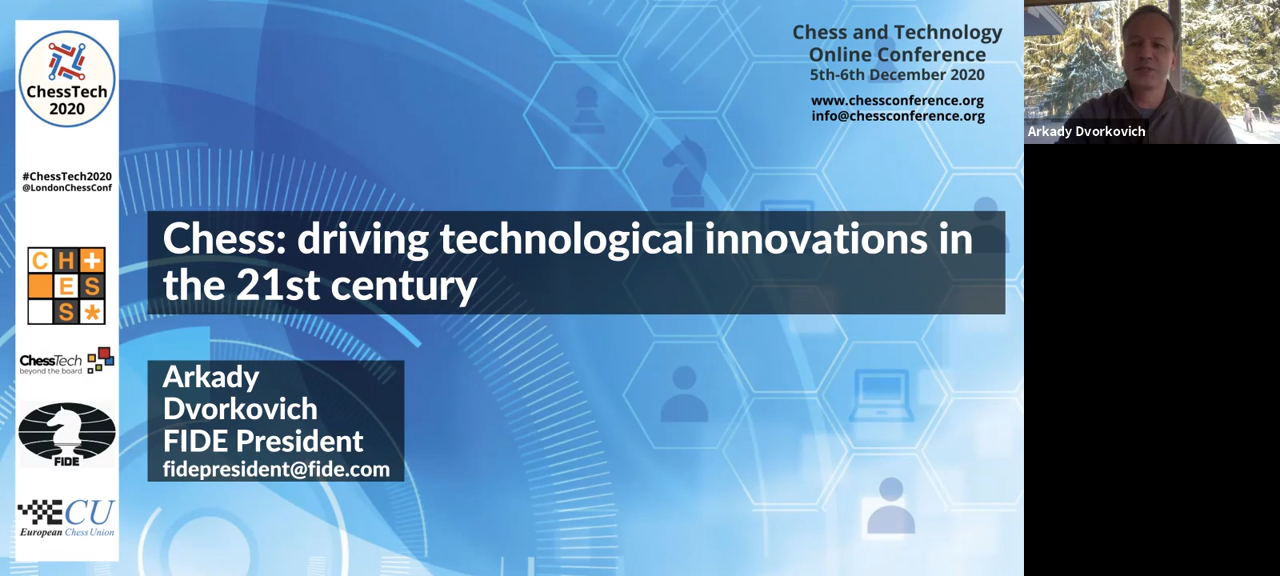 ChessTech
2020
#ChessTech2020
@LondonChessConf
C H +
E S
S *
ChessTech
beyond the board
FIDE
ECU
European Chess Union
Chess and Technology
Online Conference
5th-6th December 2020
www.chessconference.org
info@chessconference.org
Chess: driving technological innovations in
the 21st century
Arkady
Dvorkovich
FIDE President
fidepresident@fide.com
Arkady Dvorkovich